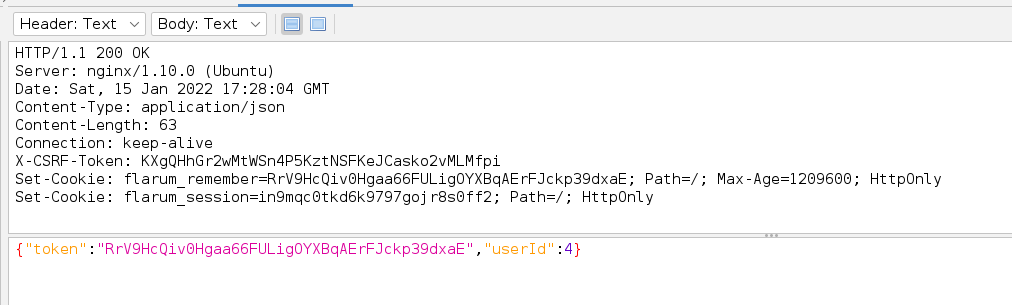 Header: Text Body: Text
HTTP/1.1 200 OK
Server: nginx/1.10.0 (Ubuntu)
Date: Sat, 15 Jan 2022 17:28:04 GMT
Content-Type: application/json
Content-Length: 63
Connection: keep-alive
X-CSRF-Token: KXgQHhGr2wMtWSn4P5KztNSFKeJCasko2vMLMfpi
Set-Cookie: flarum_remember=RrV9HcQiv0Hgaa66FULigOYXBqAErFJckp39dxaE; Path=/; Max-Age=1209600; HttpOnly
Set-Cookie: flarum_session=in9mqc0tkd6k9797gojr8s0ff2; Path=/; HttpOnly
{"token":"RrV9HcQiv0Hgaa66FULigOYXBqAErFJckp39dxaE","userId":4}